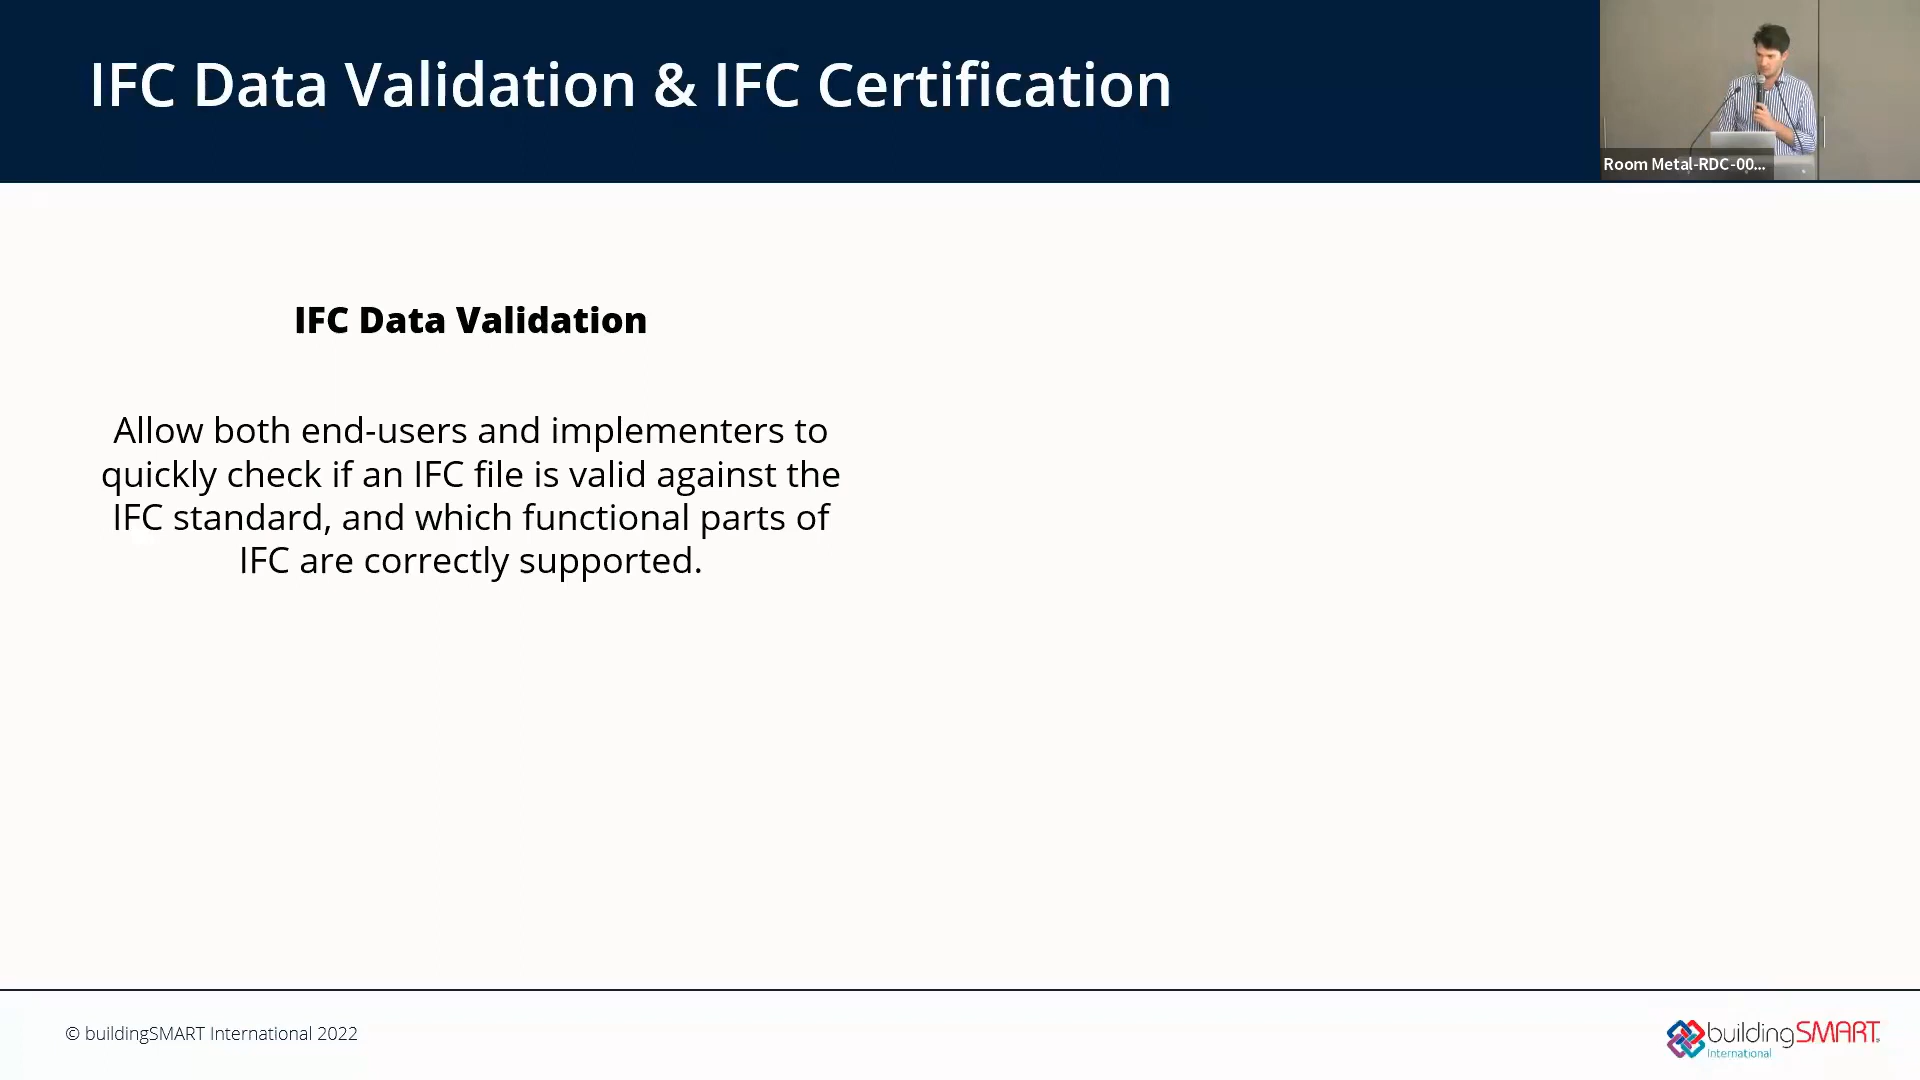 IFC Data Validation & IFC Certification
Room Metal-RDC-00...
IFC Data Validation
Allow both end-users and implementers to
quickly check if an IFC file is valid against the
IFC standard, and which functional parts of
IFC are correctly supported.
© buildingSMART International 2022
buildingSMART
International